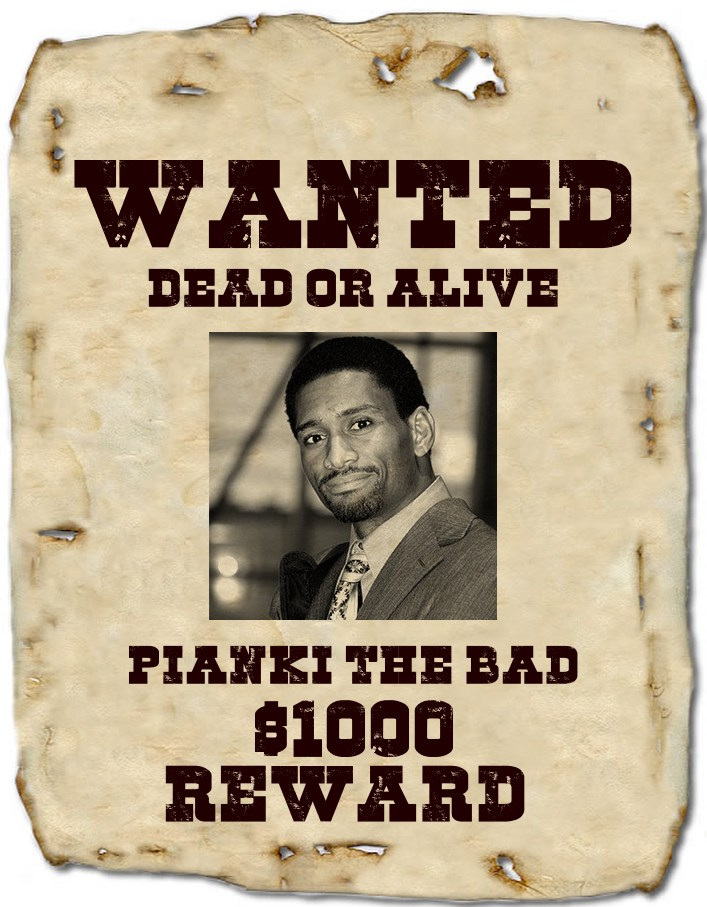 WANTED
DEAD OR ALIVE
PIANKI THE BAD
$1000
REWARD